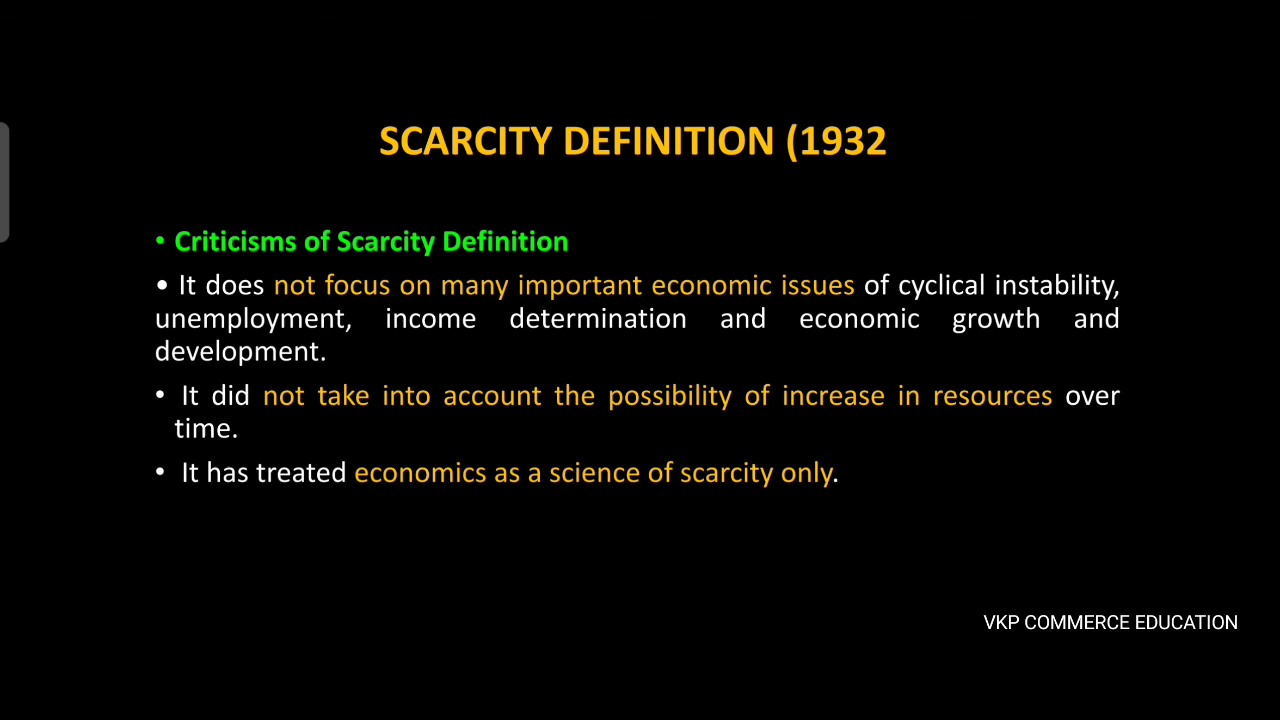 SCARCITY DEFINITION (1932
• Criticisms of Scarcity Definition
• It does not focus on many important economic issues of cyclical instability,
unemployment, income determination and economic growth and
development.
• It did not take into account the possibility of increase in resources over
time.
• It has treated economics as a science of scarcity only.
VKP COMMERCE EDUCATION